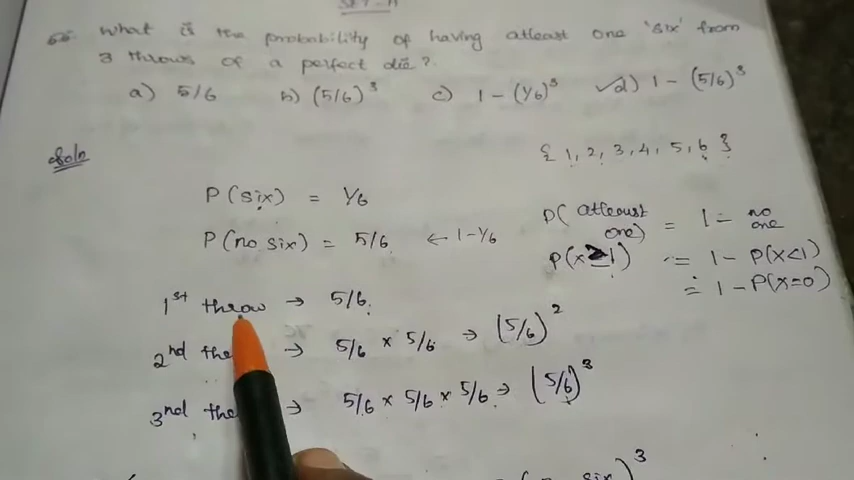 What is the probability of having atleast one 'six' from
3 throws of a perfect die?
a) 5/6 b) (5/6)³ c) 1 - (1/6)³ ✓d) 1 - (5/6)³
Soln
{ 1, 2, 3, 4, 5, 6 }
P (six) = 1/6
P (no six) = 5/6 ← 1-1/6
P( atleast one) = 1 - no one
P(x≥1) = 1 - P(x<1)
= 1 - P(x=0)
1st throw → 5/6
2nd → 5/6 × 5/6 → (5/6)²
3nd → 5/6 × 5/6 × 5/6 → (5/6)³